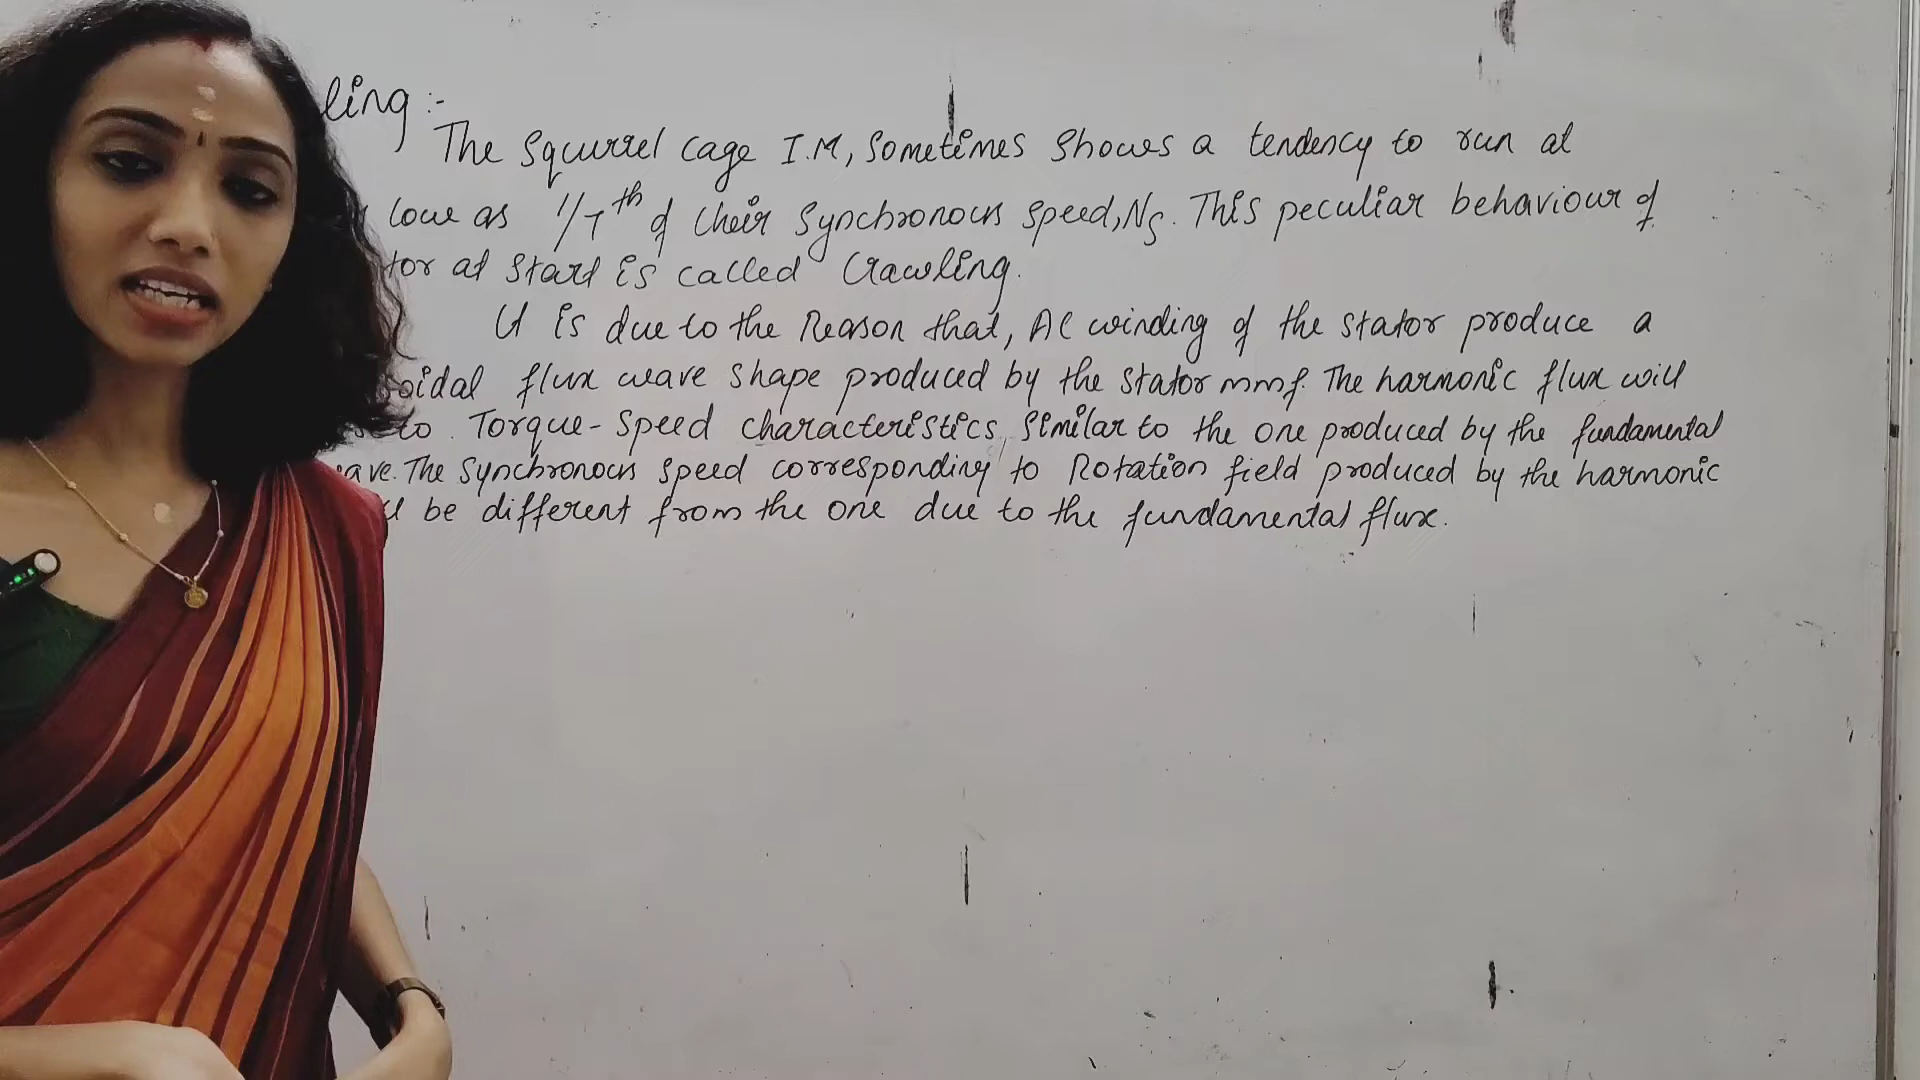 ling :-
The Squirrel cage I.M, Sometimes Shows a tendency to run at
low as 1/7th of their Synchronous Speed, Ns. This peculiar behaviour of
tor at Start is called Crawling.
It is due to the Reason that, AC winding of the stator produce a
soidal flux wave shape produced by the stator mmf. The harmonic flux will
to Torque-Speed characteristics, Similar to the one produced by the fundamental
ave. The Synchronous speed corresponding to Rotation field produced by the harmonic
be different from the one due to the fundamental flux.